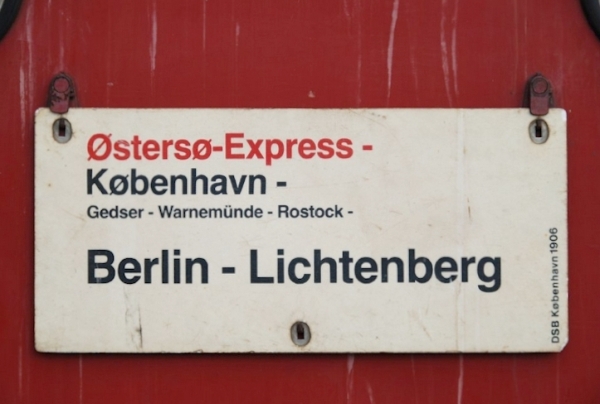 Østersø-Express -
København -
Gedser - Warnemünde - Rostock -
Berlin - Lichtenberg
DSB København 1906